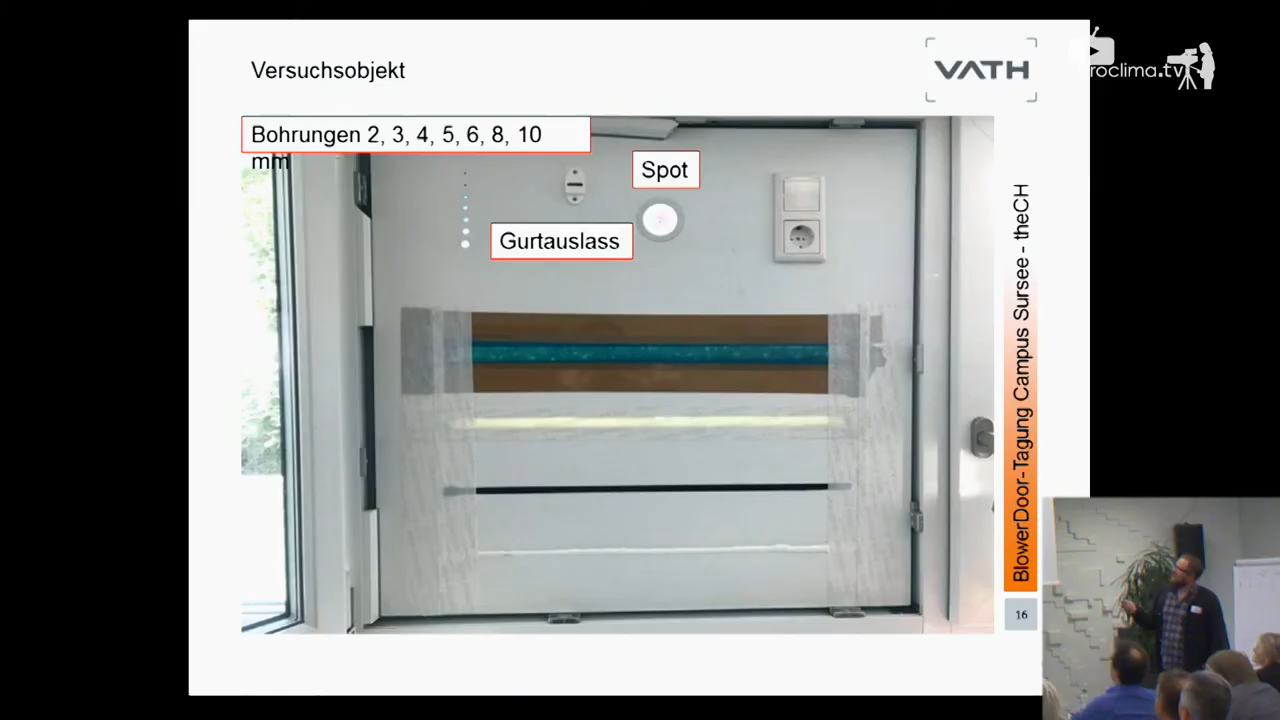 Versuchsobjekt
VATH
roclima.tv
Bohrungen 2, 3, 4, 5, 6, 8, 10
mm
Spot
Gurtauslass
BlowerDoor-Tagung Campus Sursee - theCH
16